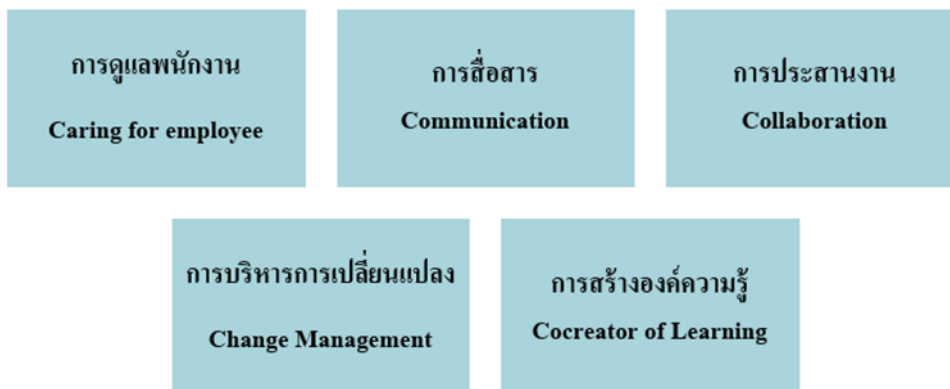 การดูแลพนักงาน
Caring for employee
การสื่อสาร
Communication
การประสานงาน
Collaboration
การบริหารการเปลี่ยนแปลง
Change Management
การสร้างองค์ความรู้
Cocreator of Learning